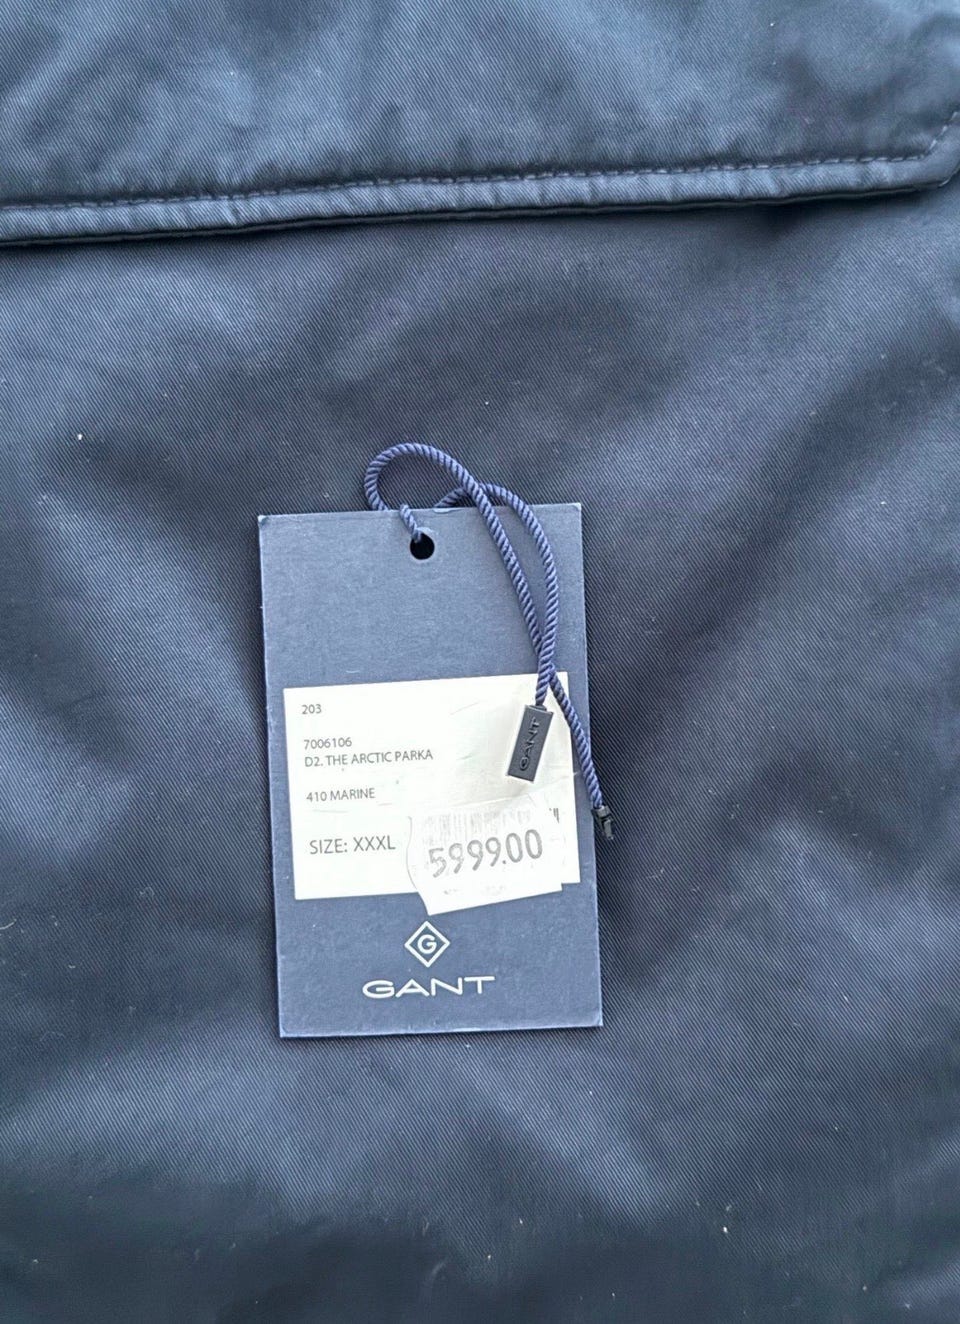 203
7006106
D2. THE ARCTIC PARKA
410 MARINE
SIZE: XXXL
5999.00
GANT
G
GANT